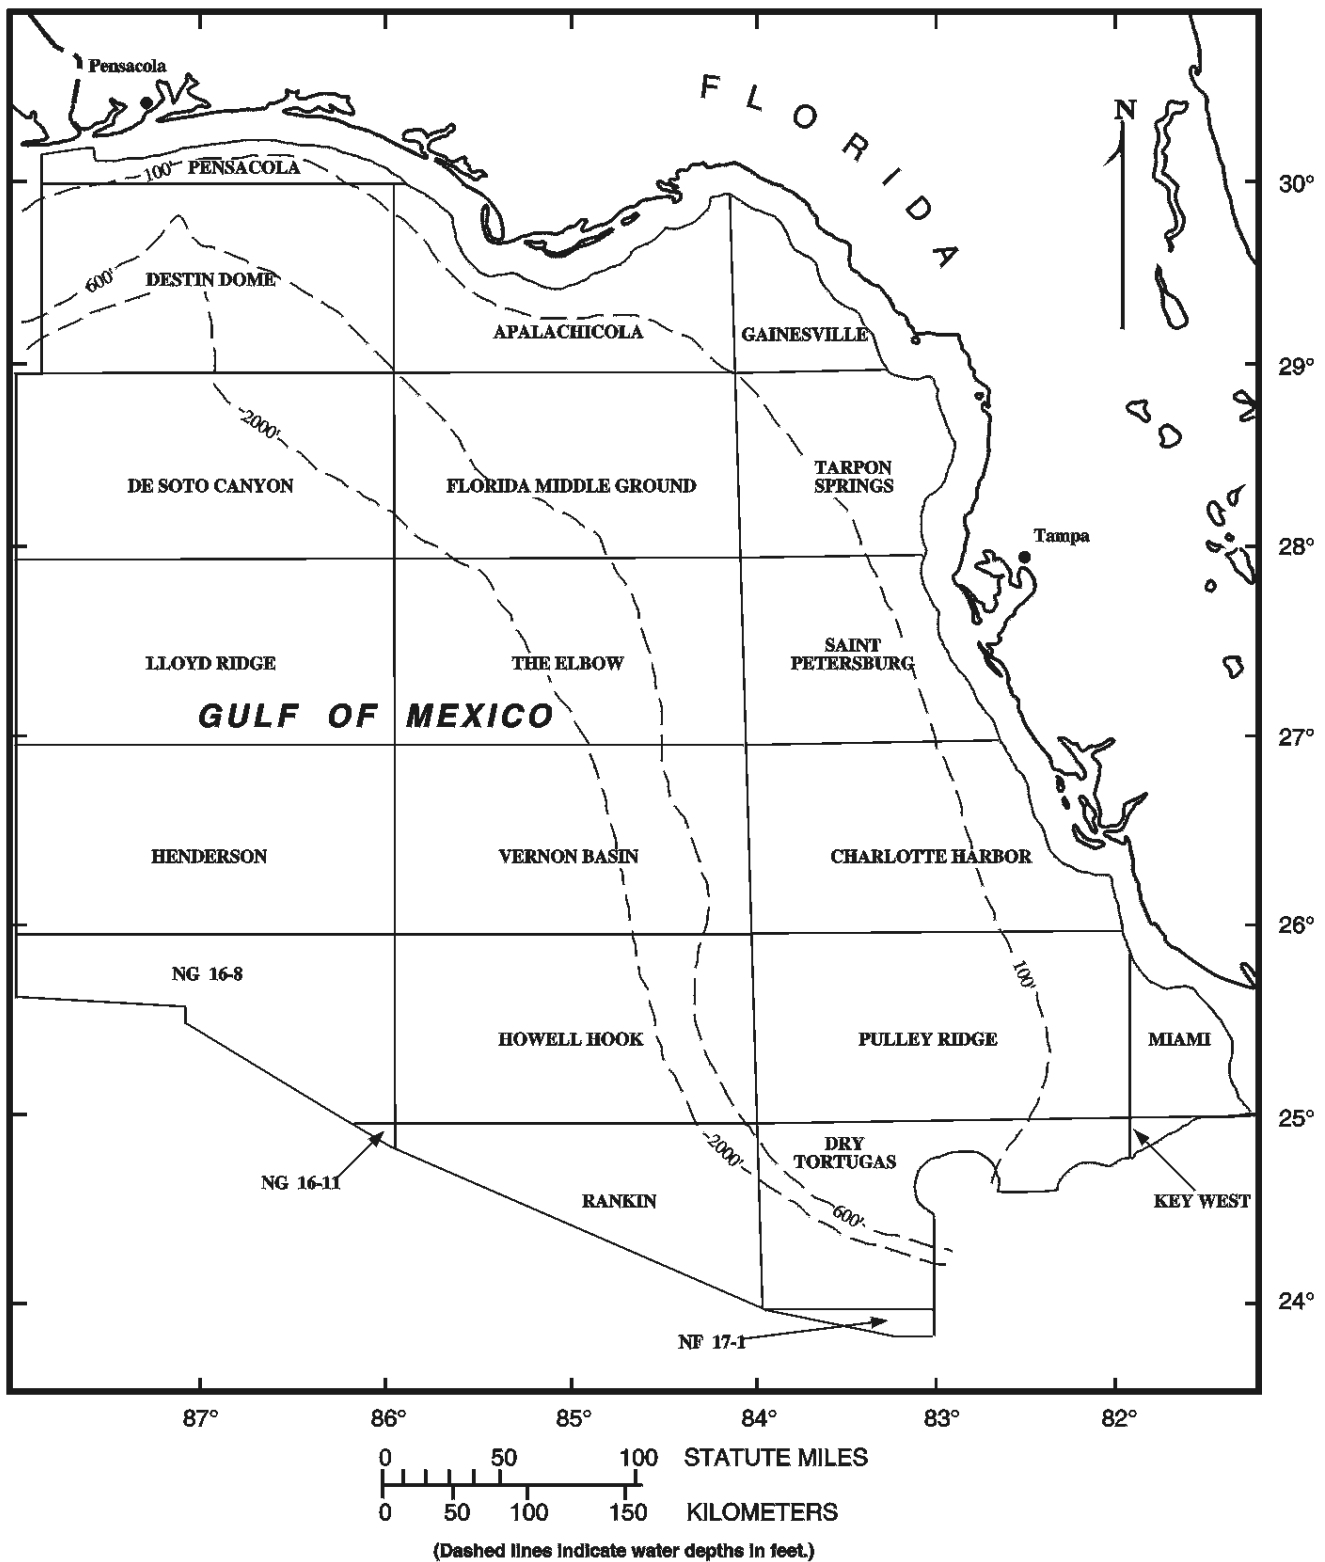 Pensacola
F L O R I D A
N
100'
PENSACOLA
30°
600'
DESTIN DOME
APALACHICOLA
GAINESVILLE
29°
-2000'
DE SOTO CANYON
FLORIDA MIDDLE GROUND
TARPON
SPRINGS
Tampa
28°
LLOYD RIDGE
THE ELBOW
SAINT
PETERSBURG
GULF OF MEXICO
27°
HENDERSON
VERNON BASIN
CHARLOTTE HARBOR
26°
NG 16-8
100'
HOWELL HOOK
PULLEY RIDGE
MIAMI
25°
-2000'
DRY
TORTUGAS
NG 16-11
RANKIN
KEY WEST
600'
24°
NF 17-1
87° 86° 85° 84° 83° 82°
0 50 100 STATUTE MILES
0 50 100 150 KILOMETERS
(Dashed lines indicate water depths in feet.)